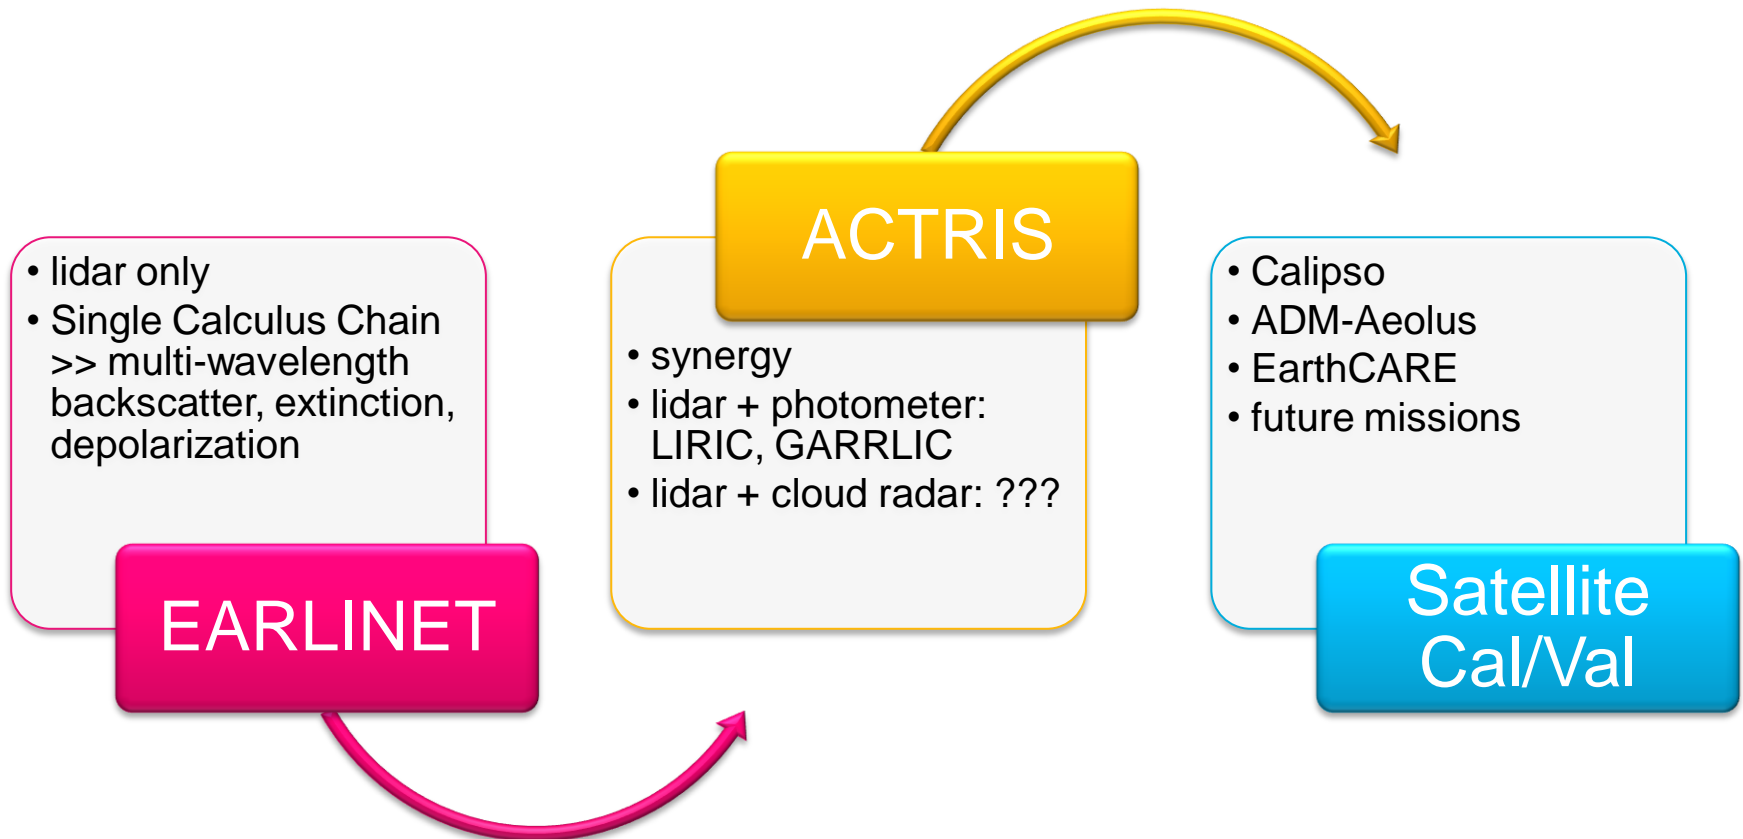 • lidar only
• Single Calculus Chain
>> multi-wavelength
backscatter, extinction,
depolarization
EARLINET
ACTRIS
• synergy
• lidar + photometer:
LIRIC, GARRLIC
• lidar + cloud radar: ???
• Calipso
• ADM-Aeolus
• EarthCARE
• future missions
Satellite
Cal/Val